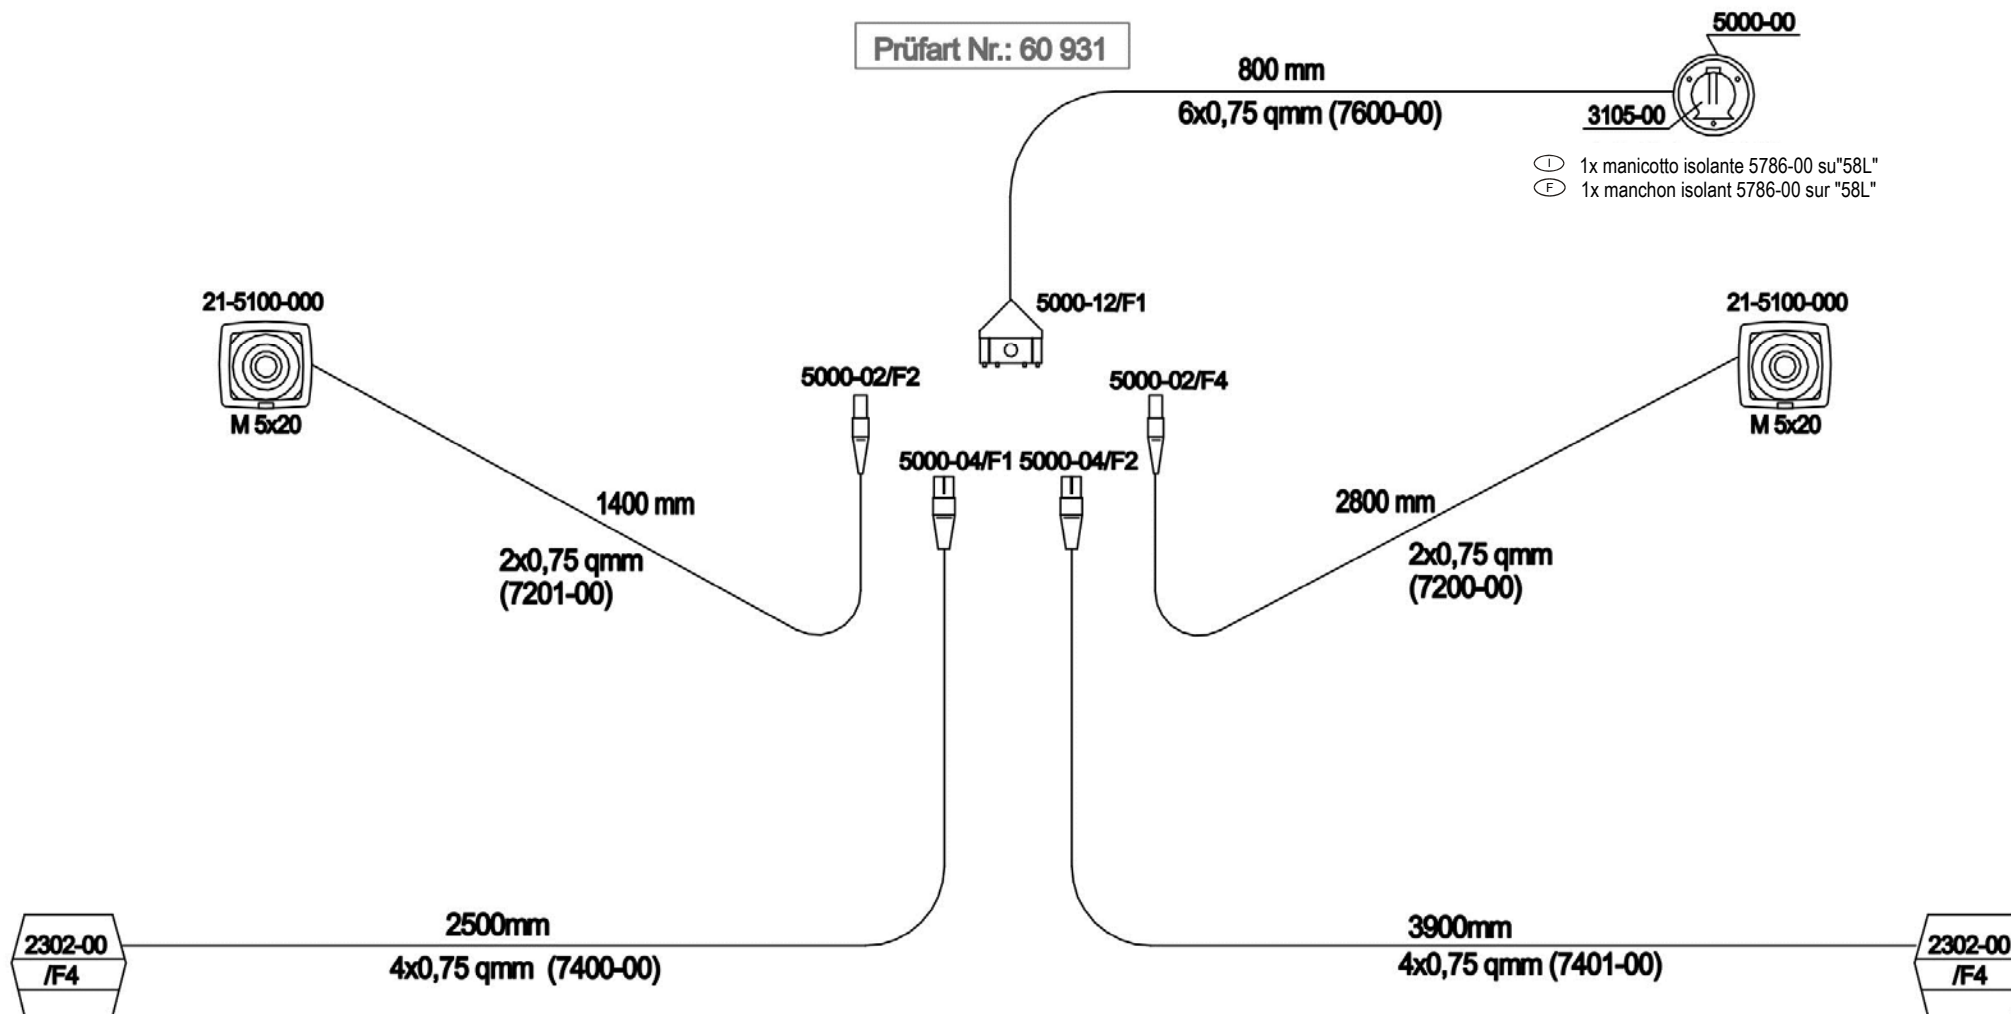 Prüfart Nr.: 60 931
5000-00
800 mm
6x0,75 qmm (7600-00)
3105-00
I 1x manicotto isolante 5786-00 su"58L"
F 1x manchon isolant 5786-00 sur "58L"
21-5100-000
M 5x20
5000-12/F1
21-5100-000
M 5x20
5000-02/F2
5000-02/F4
5000-04/F1 5000-04/F2
1400 mm
2x0,75 qmm
(7201-00)
2800 mm
2x0,75 qmm
(7200-00)
2302-00
/F4
2500mm
4x0,75 qmm (7400-00)
3900mm
4x0,75 qmm (7401-00)
2302-00
/F4